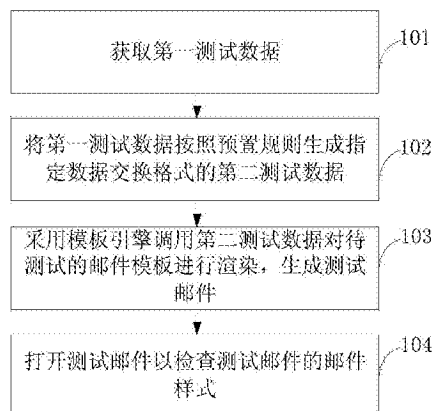 获取第一测试数据
101
将第一测试数据按照预置规则生成指
定数据交换格式的第二测试数据
102
采用模板引擎调用第二测试数据对待
测试的邮件模板进行渲染，生成测试
邮件
103
打开测试邮件以检查测试邮件的邮件
样式
104